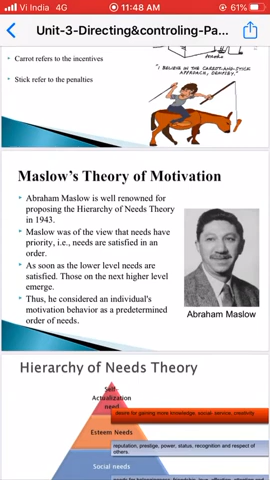 Vi India 4G
11:48 AM
61%
Unit-3-Directing&controling-Pa...
• Carrot refers to the incentives
• Stick refers to the penalties
"I BELIEVE IN THE CARROT-AND-STICK
APPROACH, DEMPSEY."
Maslow's Theory of Motivation
• Abraham Maslow is well renowned for
proposing the Hierarchy of Needs Theory
in 1943.
• Maslow was of the view that needs have
priority, i.e., needs are satisfied in an
order.
• As soon as the lower level needs are
satisfied. Those on the next higher level
emerge.
• Thus, he considered an individual's
motivation behavior as a predetermined
order of needs.
Abraham Maslow
Hierarchy of Needs Theory
Self-
Actualization
need
desire for gaining more knowledge, social- service, creativity
Esteem Needs
reputation, prestige, power, status, recognition and respect of
others.
Social needs